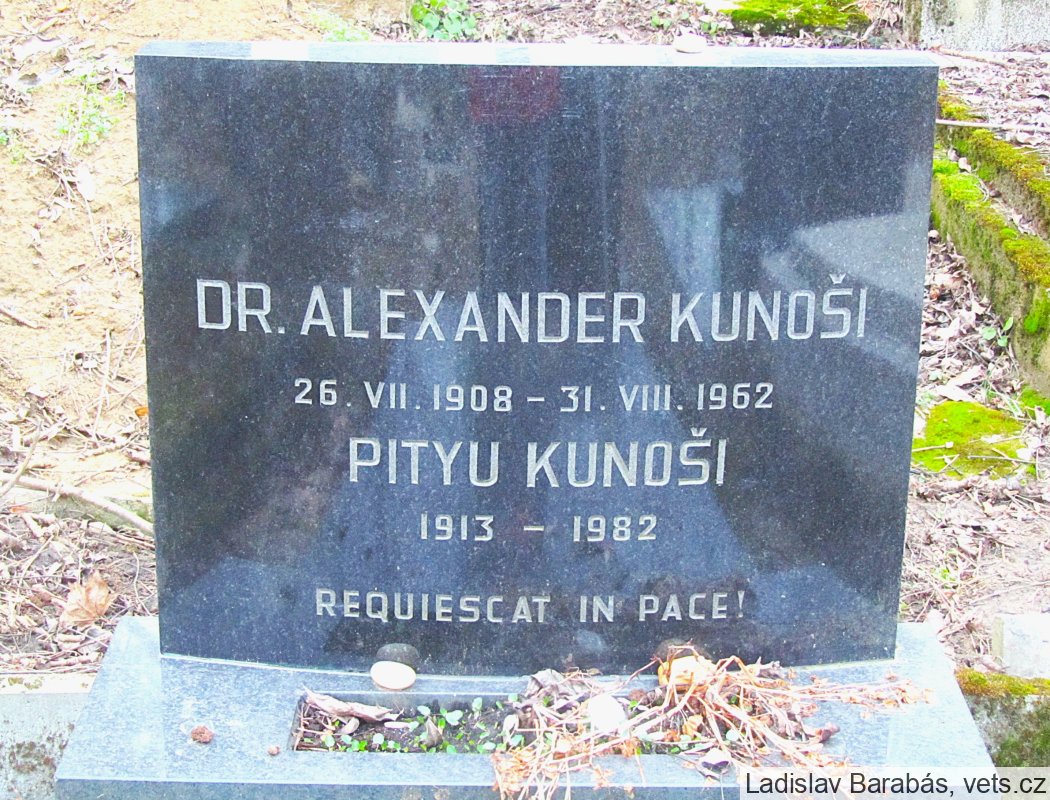 DR. ALEXANDER KUNOŠI
26. VII. 1908 – 31. VIII. 1962
PITYU KUNOŠI
1913 – 1982
REQUIESCAT IN PACE!
Ladislav Barabás, vets.cz